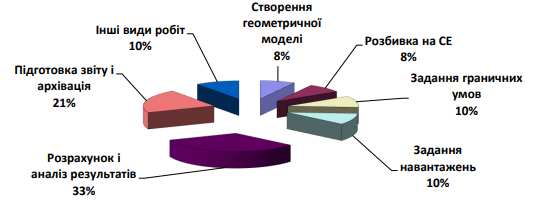 Створення
геометричної
моделі
8%
Розбивка на СЕ
8%
Задання граничних
умов
10%
Задання
навантажень
10%
Розрахунок і
аналіз результатів
33%
Підготовка звіту і
архівація
21%
Інші види робіт
10%